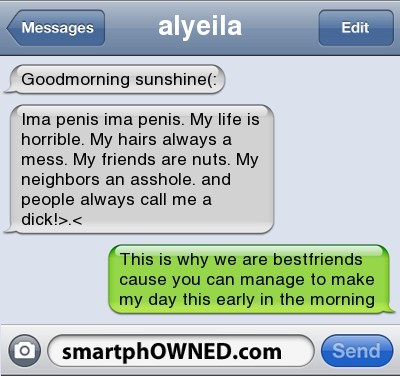 Messages
alyeila
Edit
Goodmorning sunshine(:
Ima penis ima penis. My life is
horrible. My hairs always a
mess. My friends are nuts. My
neighbors an asshole. and
people always call me a
dick!>.<
This is why we are bestfriends
cause you can manage to make
my day this early in the morning
smartphOWNED.com
Send